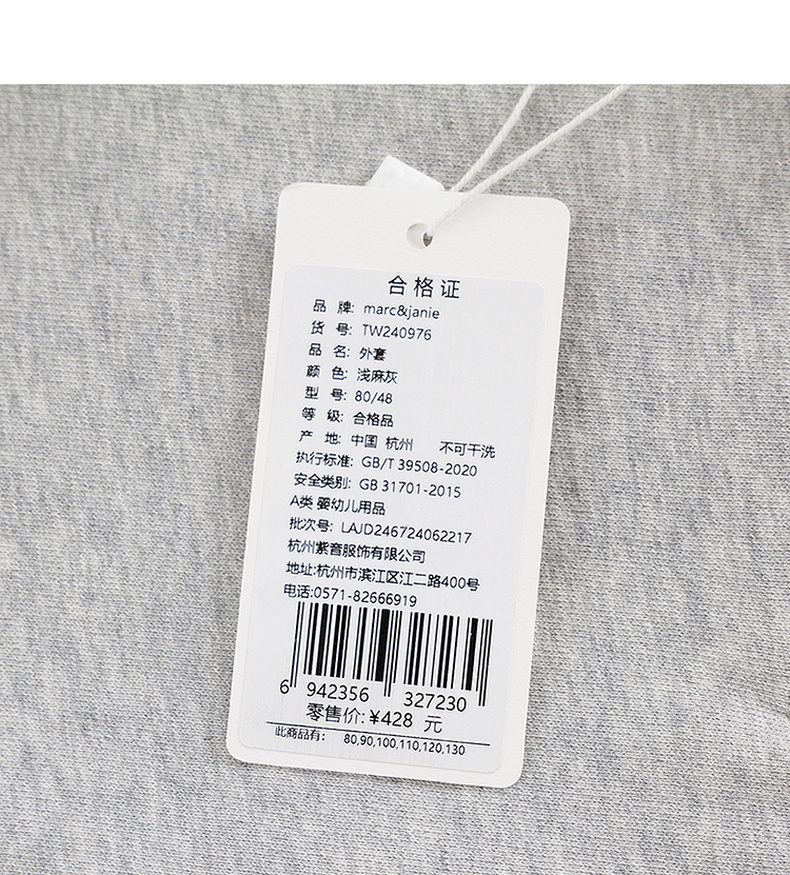 合格证
品 牌: marc&janie
货 号: TW240976
品 名: 外套
颜 色: 浅麻灰
型 号: 80/48
等 级: 合格品
产 地: 中国 杭州 不可干洗
执行标准: GB/T 39508-2020
安全类别: GB 31701-2015
A类 婴幼儿用品
批次号: LAJD246724062217
杭州紫音服饰有限公司
地址:杭州市滨江区江二路400号
电话:0571-82666919
6 942356 327230
零售价:¥428 元
此商品有: 80,90,100,110,120,130